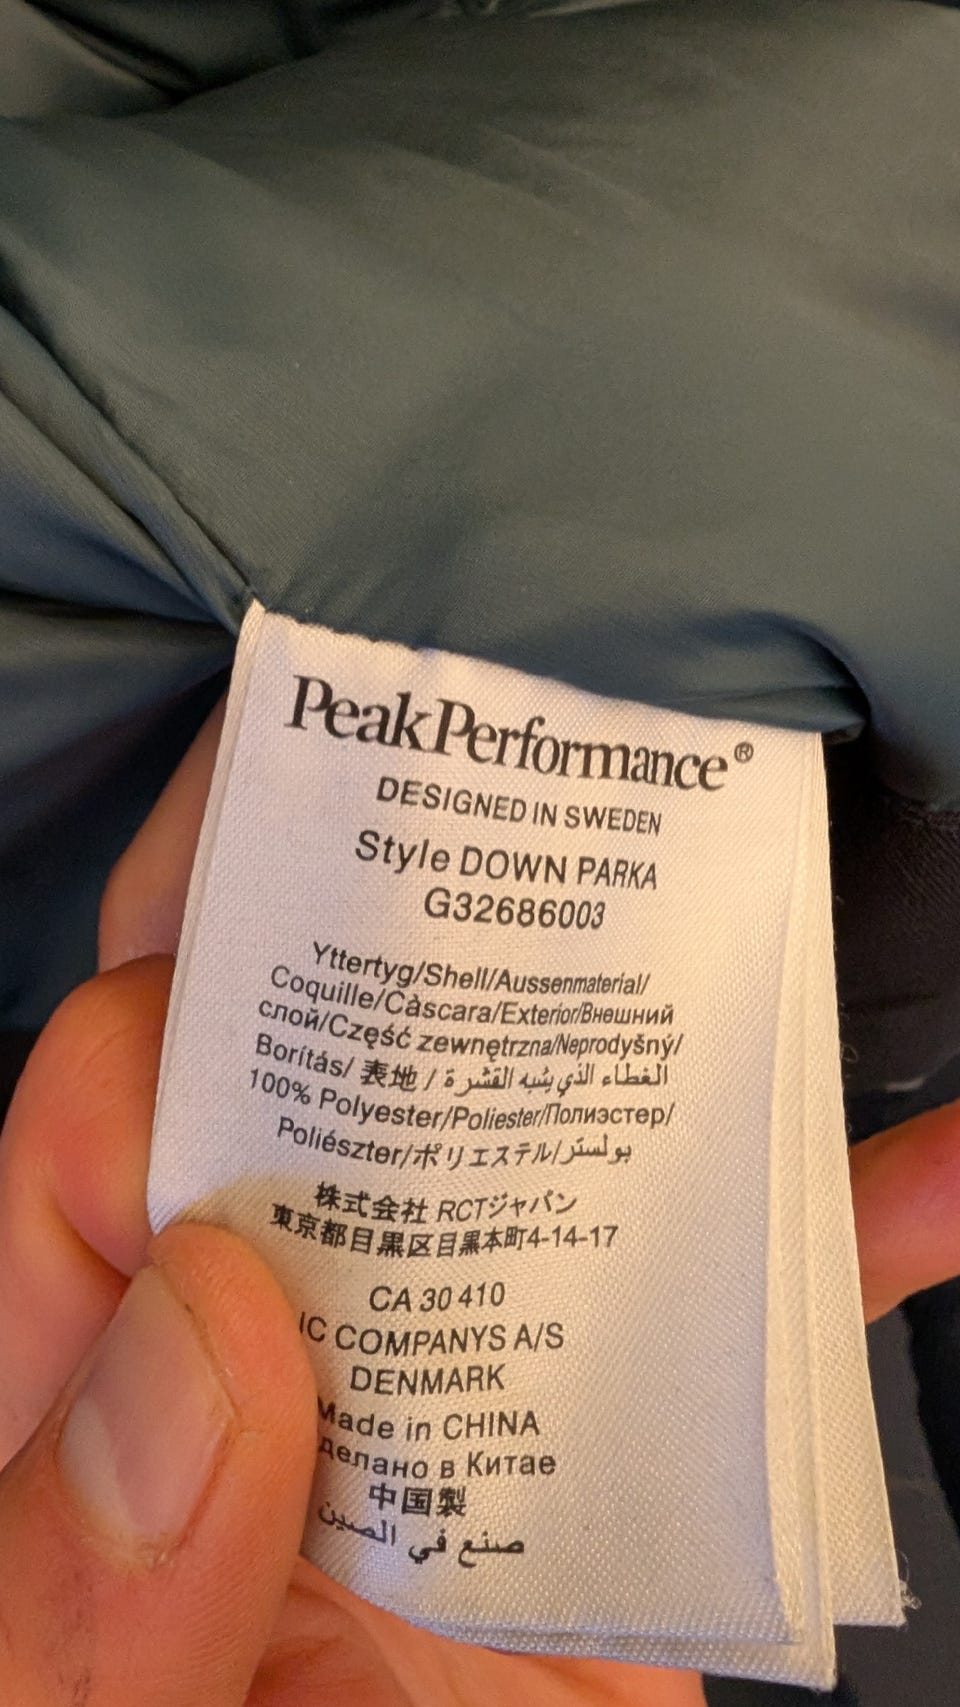 PeakPerformance®
DESIGNED IN SWEDEN
Style DOWN PARKA
G32686003
Yttertyg/Shell/Aussenmaterial/
Coquille/Càscara/Exterior/Внешний
слой/Część zewnętrzna/Neprodyšný/
Borítás/ 表地 / الغطاء الذي يشبه القشرة
100% Polyester/Poliester/Полиэстер/
Poliészter/ポリエステル/بولستر
株式会社 RCTジャパン
東京都目黒区目黒本町4-14-17
CA 30 410
IC COMPANYS A/S
DENMARK
Made in CHINA
делано в Китае
中国製
صنع في الصين